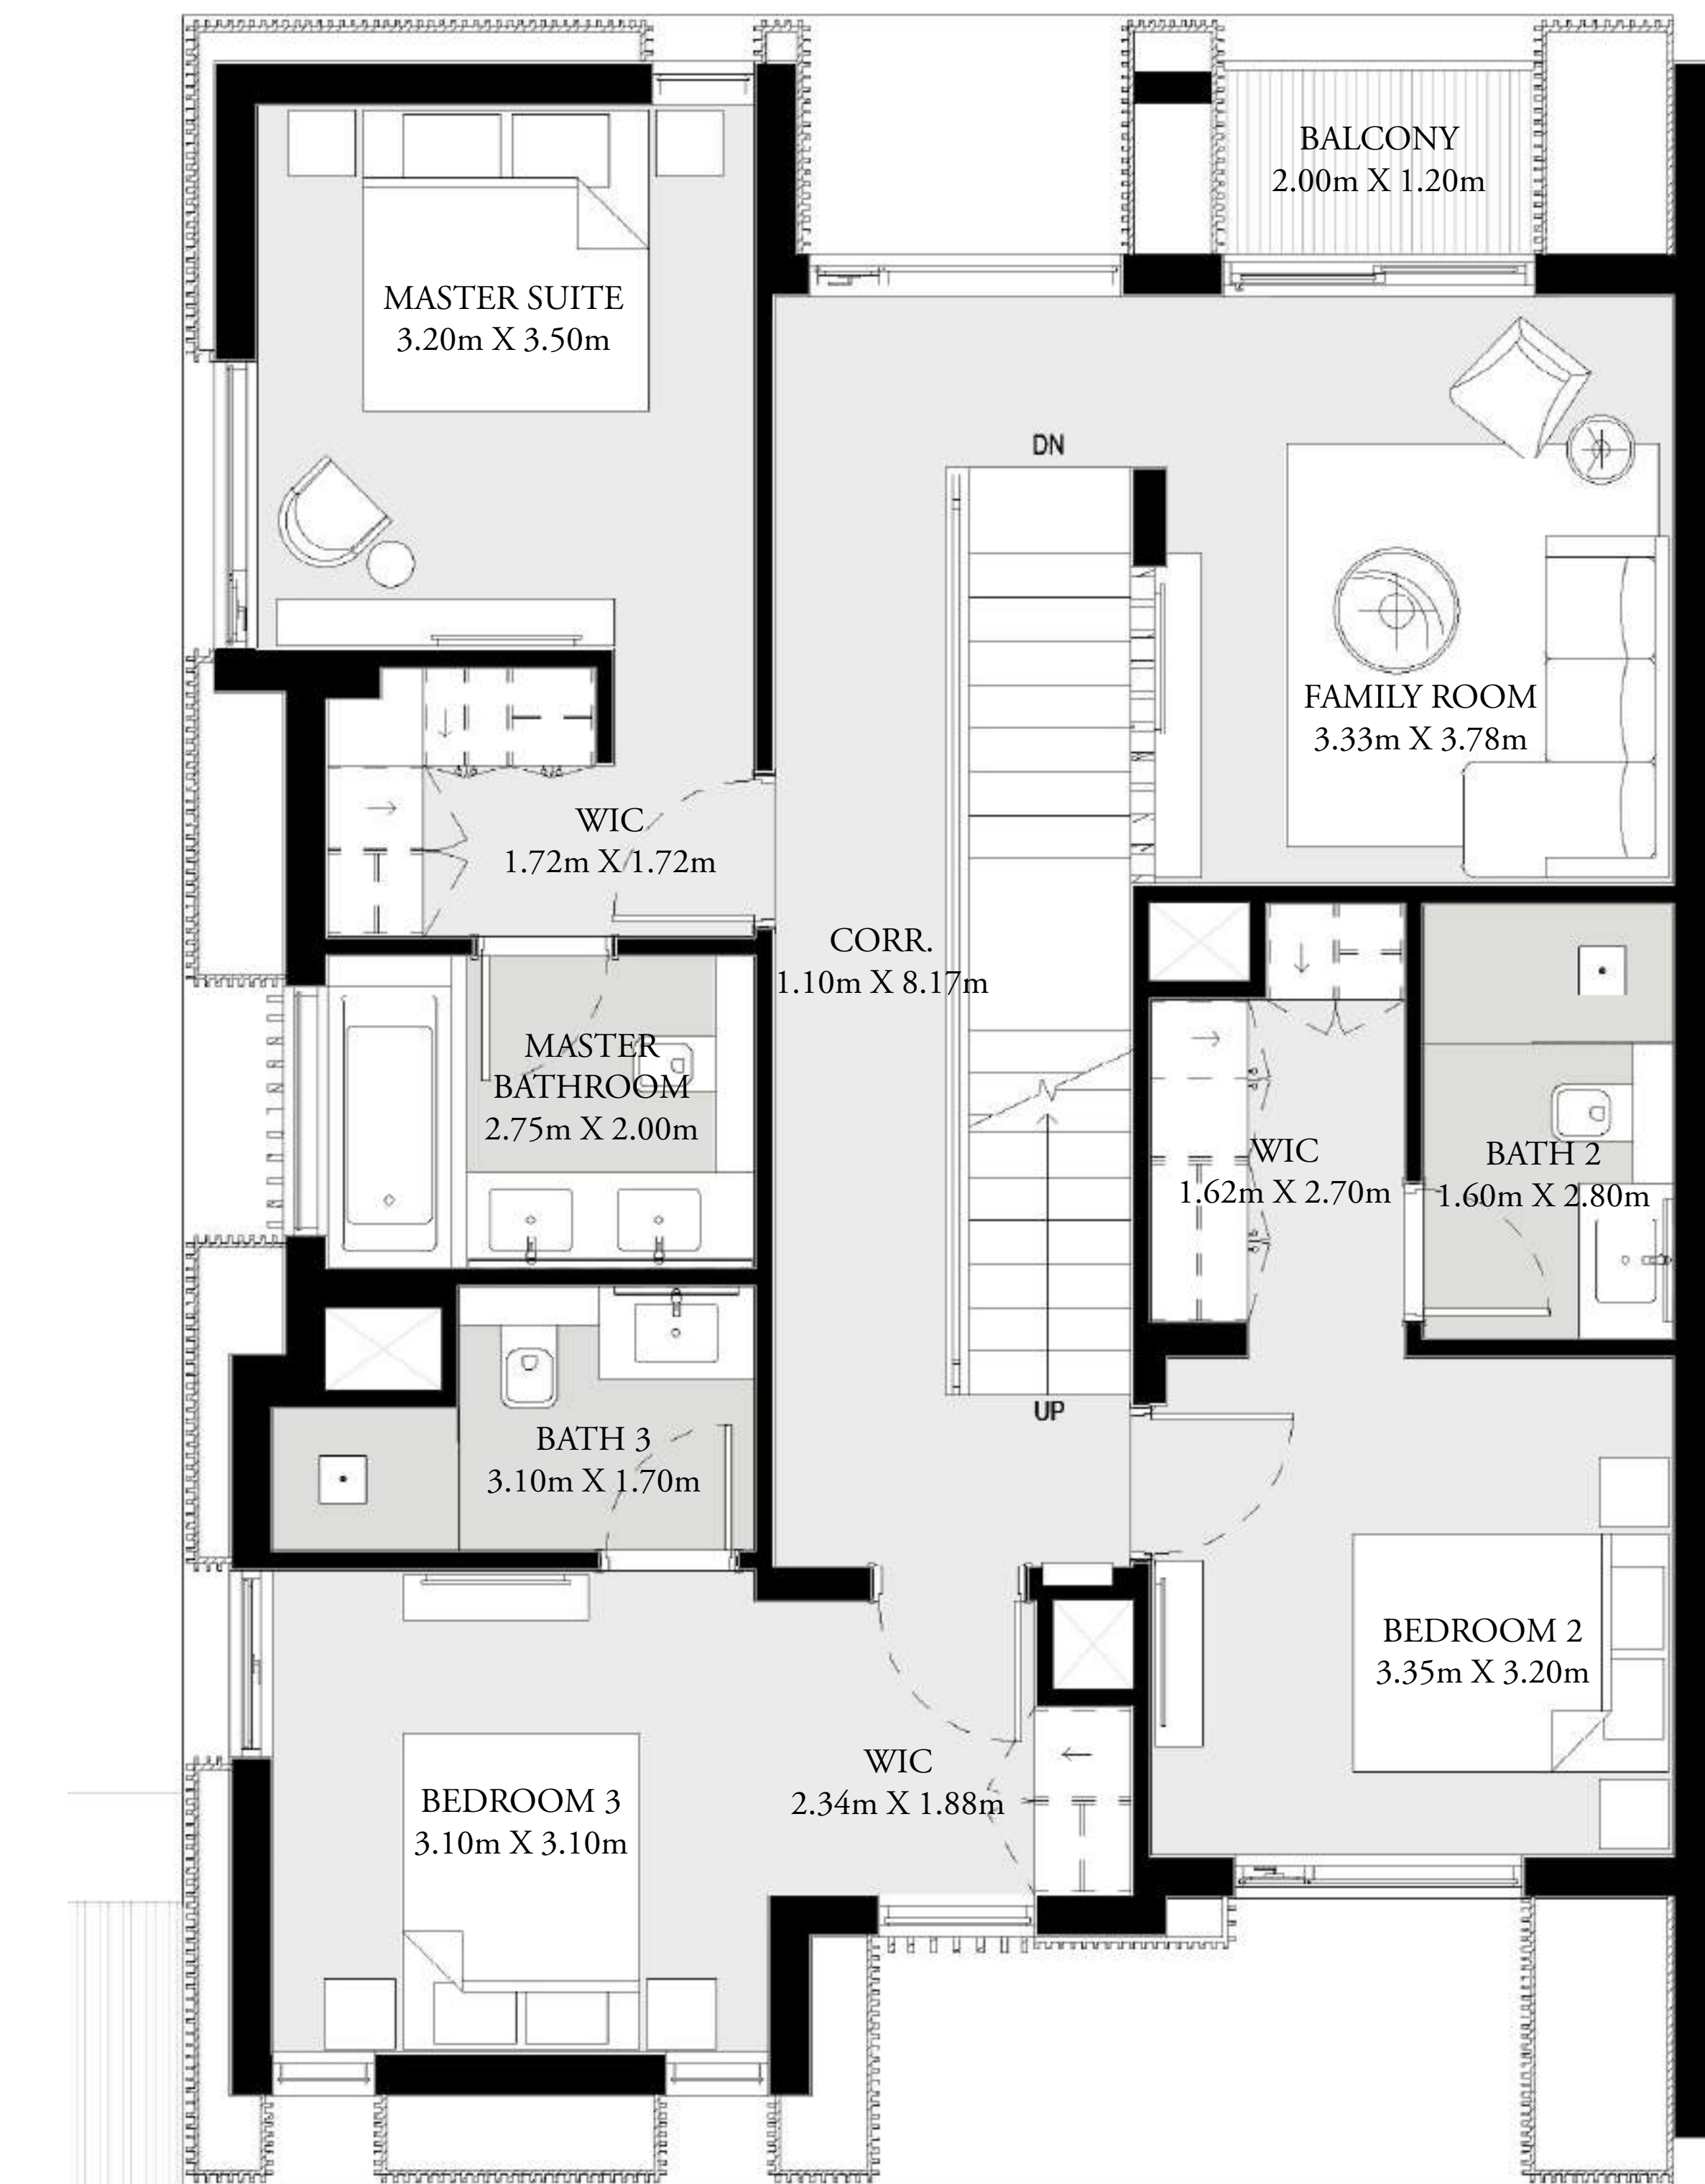 BALCONY
2.00m X 1.20m
MASTER SUITE
3.20m X 3.50m
DN
FAMILY ROOM
3.33m X 3.78m
WIC
1.72m X 1.72m
CORR.
1.10m X 8.17m
MASTER
BATHROOM
2.75m X 2.00m
WIC
1.62m X 2.70m
BATH 2
1.60m X 2.80m
UP
BATH 3
3.10m X 1.70m
BEDROOM 2
3.35m X 3.20m
WIC
2.34m X 1.88m
BEDROOM 3
3.10m X 3.10m